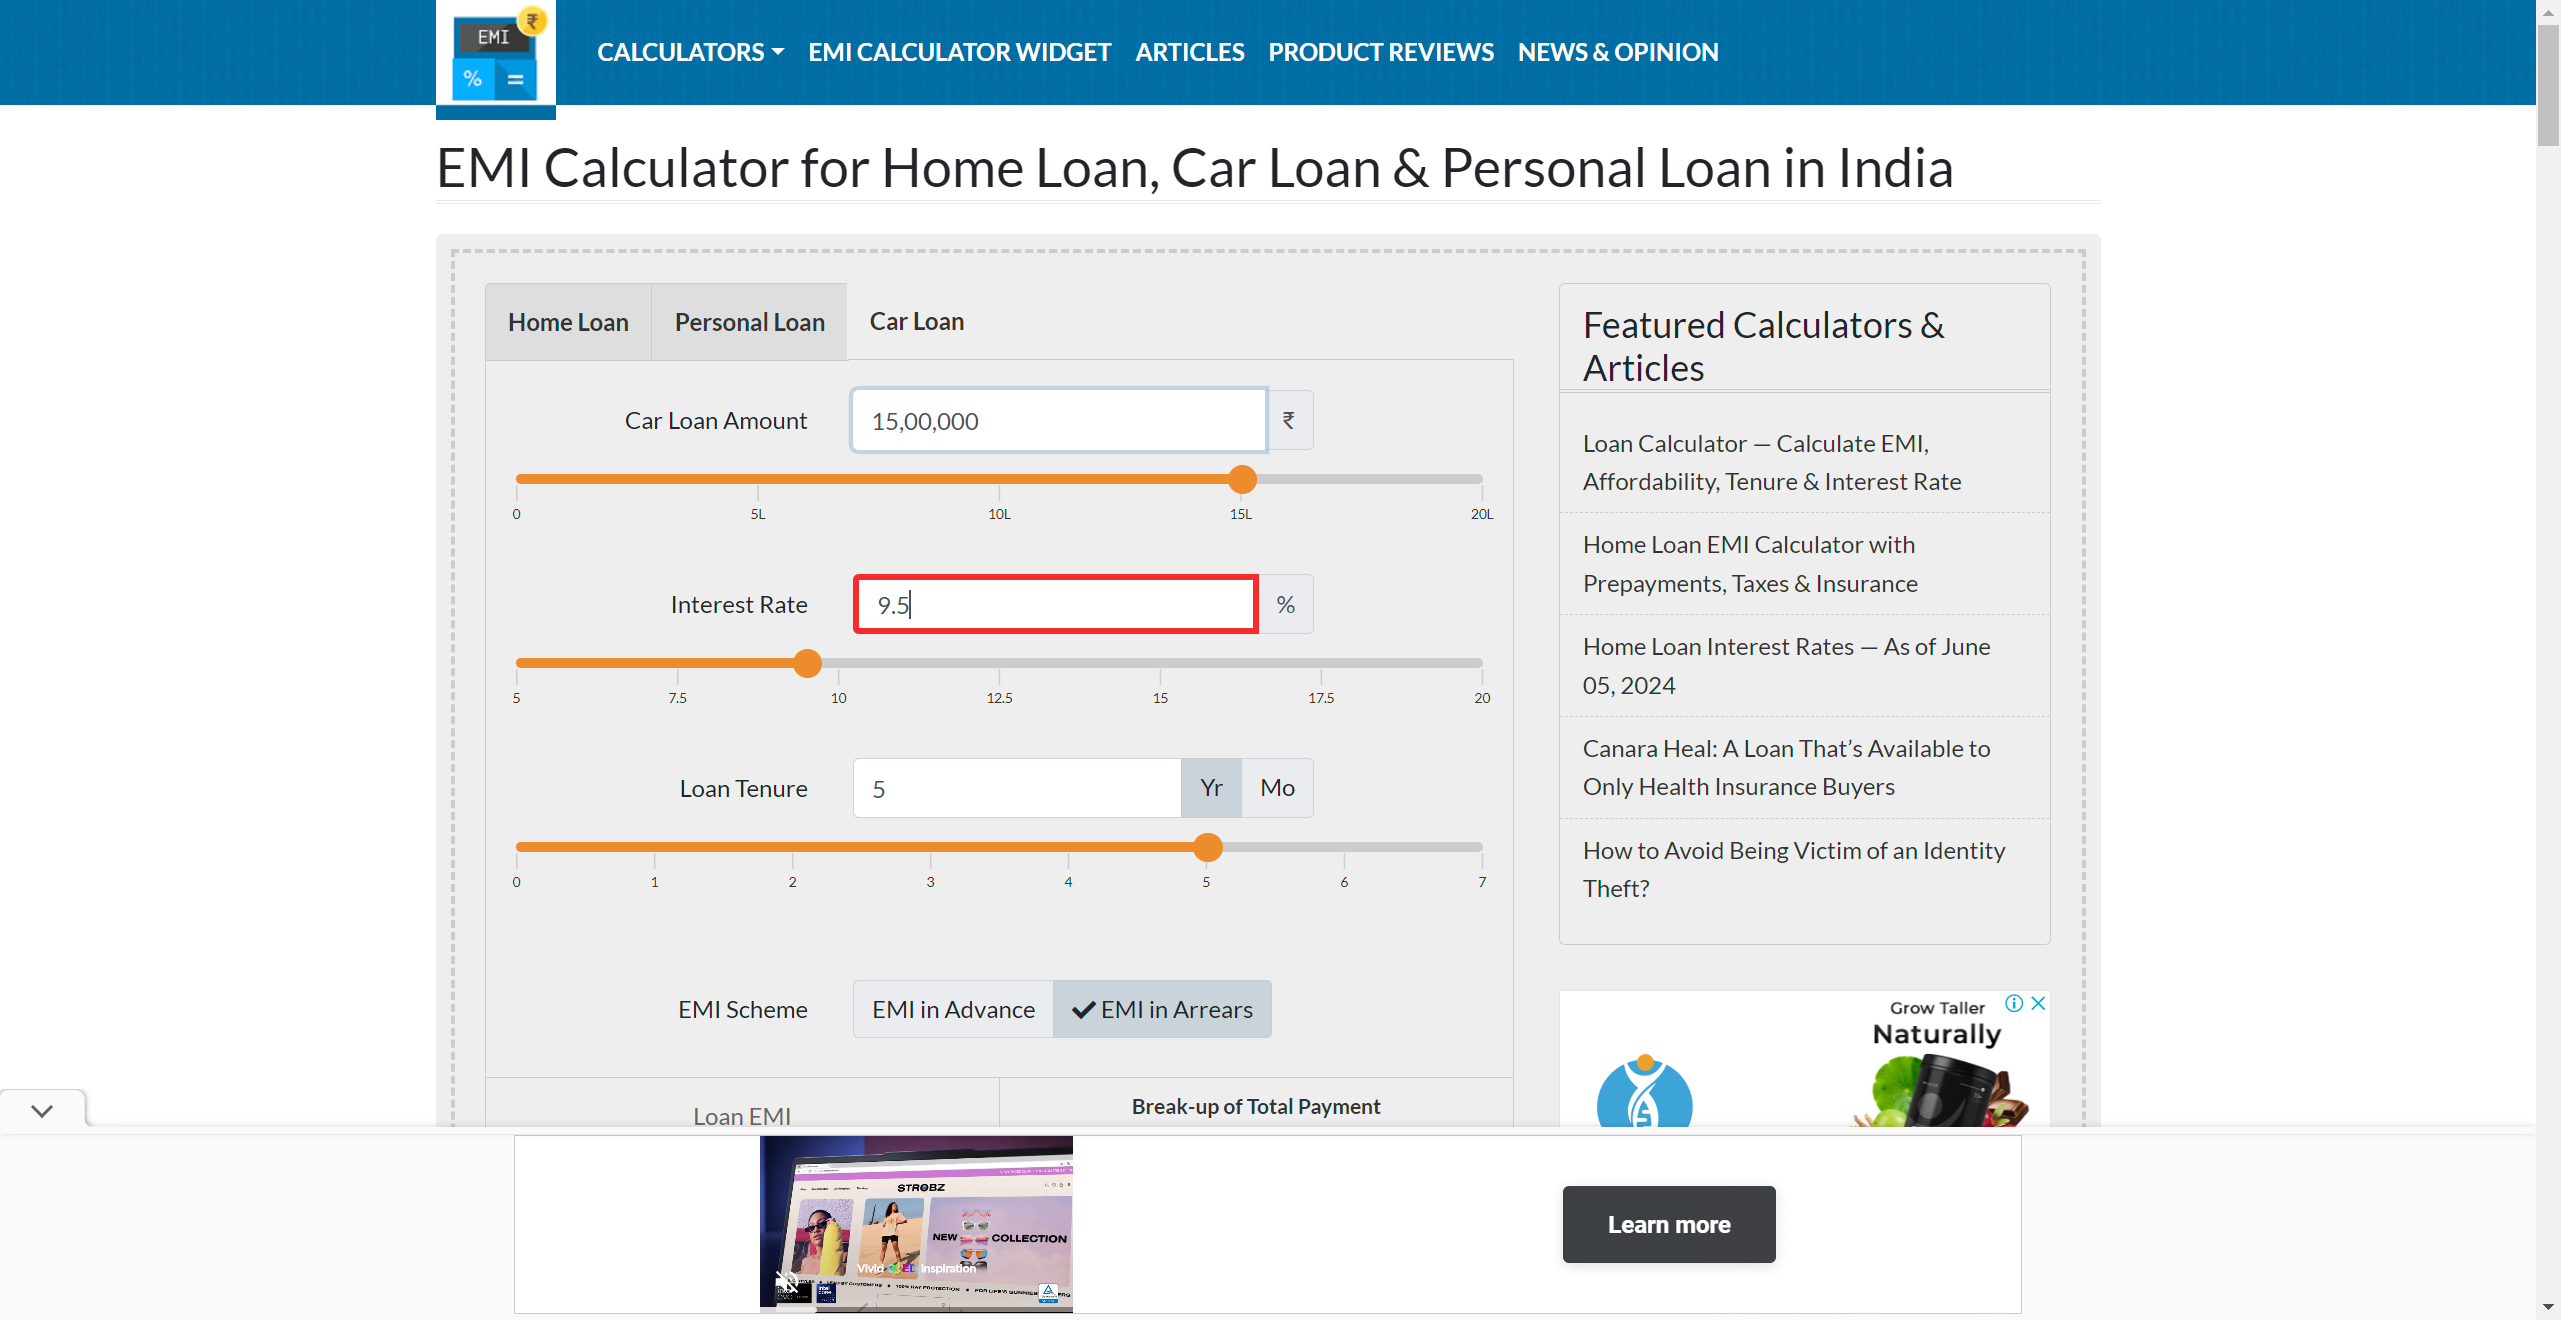 EMI
₹
%
=
CALCULATORS
EMI CALCULATOR WIDGET
ARTICLES
PRODUCT REVIEWS
NEWS & OPINION
EMI Calculator for Home Loan, Car Loan & Personal Loan in India
Home Loan
Personal Loan
Car Loan
Car Loan Amount
15,00,000
₹
0
5L
10L
15L
20L
Interest Rate
9.5
%
5
7.5
10
12.5
15
17.5
20
Loan Tenure
5
Yr
Mo
0
1
2
3
4
5
6
7
EMI Scheme
EMI in Advance
EMI in Arrears
Loan EMI
Break-up of Total Payment
Featured Calculators &
Articles
Loan Calculator — Calculate EMI,
Affordability, Tenure & Interest Rate
Home Loan EMI Calculator with
Prepayments, Taxes & Insurance
Home Loan Interest Rates — As of June
05, 2024
Canara Heal: A Loan That’s Available to
Only Health Insurance Buyers
How to Avoid Being Victim of an Identity
Theft?
Grow Taller
Naturally
STROBZ
NEW
COLLECTION
Vivid OLED Inspiration
Learn more